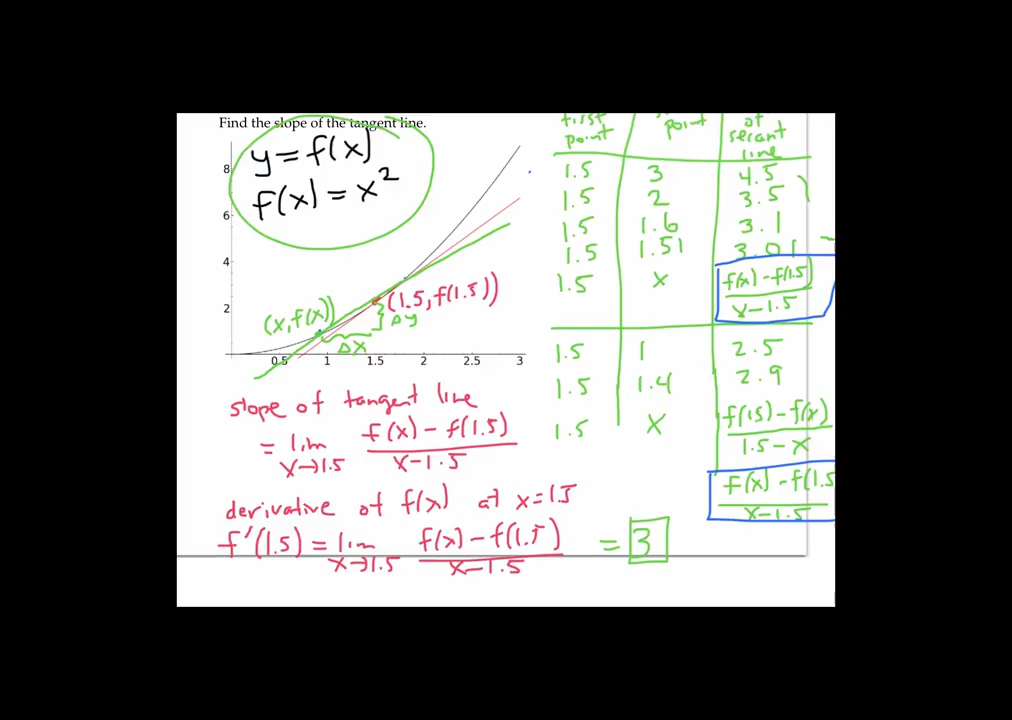 Find the slope of the tangent line.
y = f(x)
f(x) = x²
8
6
4
2
0.5 1 1.5 2 2.5 3
(1.5, f(1.5))
(x, f(x))
Δy
Δx
first point
point
of secant line
1.5 3 4.5
1.5 2 3.5
1.5 1.6 3.1
1.5 1.51 3.01
1.5 x f(x) - f(1.5)
x - 1.5
1.5 1 2.5
1.5 1.4 2.9
1.5 x f(1.5) - f(x)
1.5 - x
f(x) - f(1.5
x - 1.5
slope of tangent line
= lim x→1.5 f(x) - f(1.5)
x - 1.5
derivative of f(x) at x = 1.5
f'(1.5) = lim x→1.5 f(x) - f(1.5) = 3
x - 1.5